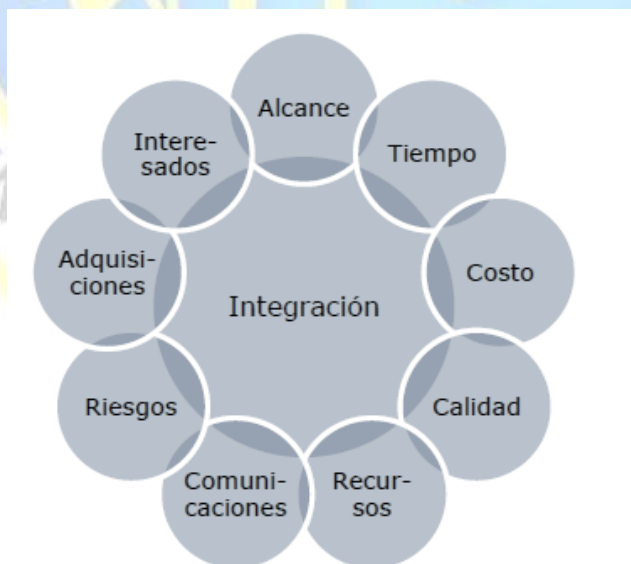 Alcance
Tiempo
Costo
Calidad
Recur-
sos
Comuni-
caciones
Riesgos
Adquisi-
ciones
Intere-
sados
Integración